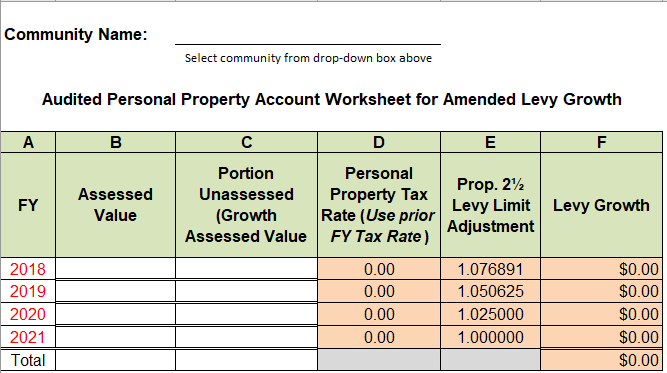 Community Name:
Select community from drop-down box above
Audited Personal Property Account Worksheet for Amended Levy Growth
A B C D E F
FY Assessed Value Portion Unassessed (Growth Assessed Value Personal Property Tax Rate (Use prior FY Tax Rate) Prop. 2½ Levy Limit Adjustment Levy Growth
2018 0.00 1.076891 $0.00
2019 0.00 1.050625 $0.00
2020 0.00 1.025000 $0.00
2021 0.00 1.000000 $0.00
Total $0.00